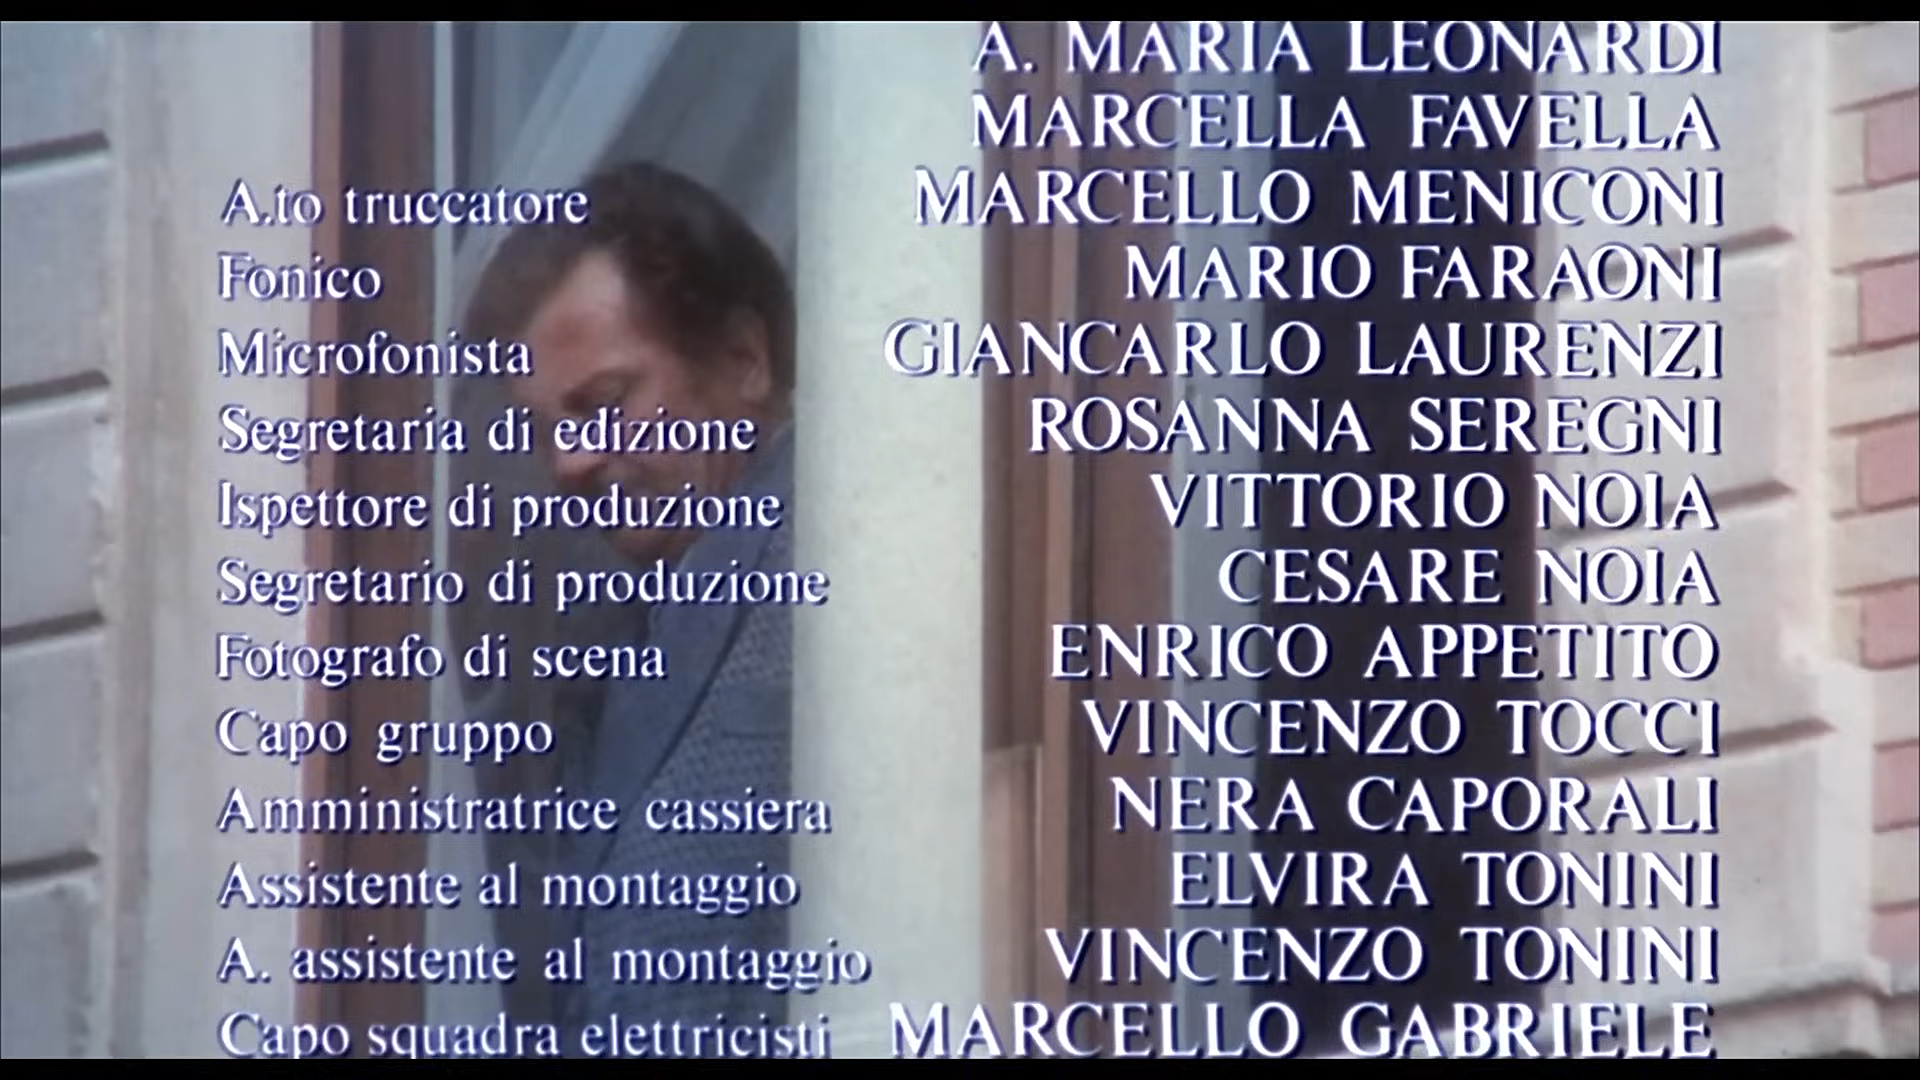 A. MARIA LEONARDI
MARCELLA FAVELLA
A.to truccatore MARCELLO MENICONI
Fonico MARIO FARAONI
Microfonista GIANCARLO LAURENZI
Segretaria di edizione ROSANNA SEREGNI
Ispettore di produzione VITTORIO NOIA
Segretario di produzione CESARE NOIA
Fotografo di scena ENRICO APPETITO
Capo gruppo VINCENZO TOCCI
Amministratrice cassiera NERA CAPORALI
Assistente al montaggio ELVIRA TONINI
A. assistente al montaggio VINCENZO TONINI
Capo squadra elettricisti MARCELLO GABRIELE